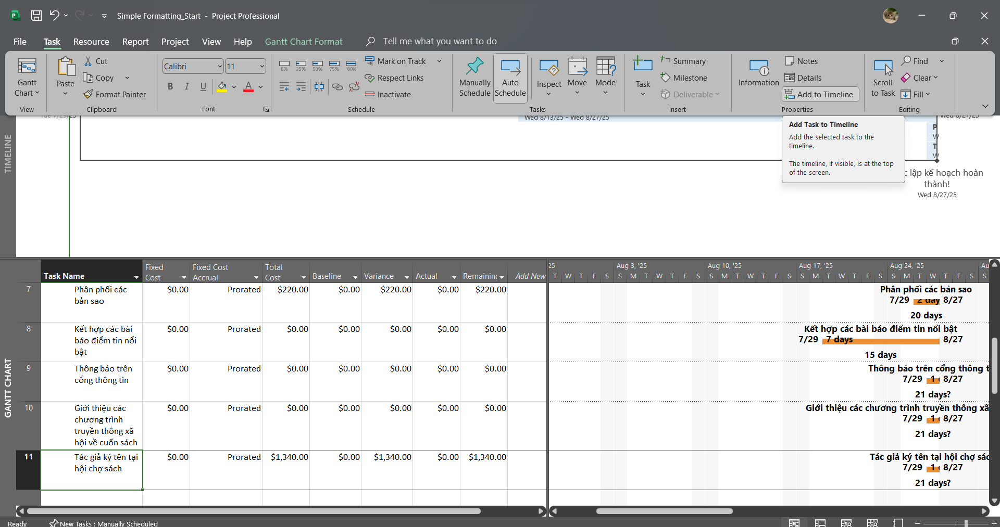 Simple Formatting_Start - Project Professional
File Task Resource Report Project View Help Gantt Chart Format Tell me what you want to do
Gantt Chart
View
Paste
Cut
Copy
Format Painter
Clipboard
Calibri 11
B I U A
Font
0% 25% 50% 75% 100%
Mark on Track
Respect Links
Inactivate
Schedule
Manually Schedule
Auto Schedule
Inspect
Move
Mode
Tasks
Task
Summary
Milestone
Deliverable
Insert
Information
Notes
Details
Add to Timeline
Properties
Scroll to Task
Find
Clear
Fill
Editing
TIMELINE
Tue 7/29/25
Wed 8/13/25 - Wed 8/27/25
Wed 8/27/25
P
W
T
W
Add Task to Timeline
Add the selected task to the
timeline.
The timeline, if visible, is at the top
of the screen.
lập kế hoạch hoàn
thành!
Wed 8/27/25
GANTT CHART
Task Name Fixed Cost Fixed Cost Accrual Total Cost Baseline Variance Actual Remaining Add New
25 Aug 3, '25 Aug 10, '25 Aug 17, '25 Aug 24, '25 Au
T W T F S S M T W T F S S M T W T F S S M T W T F S S M T W T F S S
7 Phân phối các bản sao $0.00 Prorated $220.00 $0.00 $220.00 $0.00 $220.00
Phân phối các bản sao
7/29 2 day 8/27
20 days
8 Kết hợp các bài báo điểm tin nổi bật $0.00 Prorated $0.00 $0.00 $0.00 $0.00 $0.00
Kết hợp các bài báo điểm tin nổi bật
7/29 7 days 8/27
15 days
9 Thông báo trên cổng thông tin $0.00 Prorated $0.00 $0.00 $0.00 $0.00 $0.00
Thông báo trên cổng thông t
7/29 1 8/27
21 days?
10 Giới thiệu các chương trình truyền thông xã hội về cuốn sách $0.00 Prorated $0.00 $0.00 $0.00 $0.00 $0.00
Giới thiệu các chương trình truyền thông xã
7/29 1 8/27
21 days?
11 Tác giả ký tên tại hội chợ sách $0.00 Prorated $1,340.00 $0.00 $1,340.00 $0.00 $1,340.00
Tác giả ký tên tại hội chợ sác
7/29 1 8/27
21 days?
Ready New Tasks : Manually Scheduled